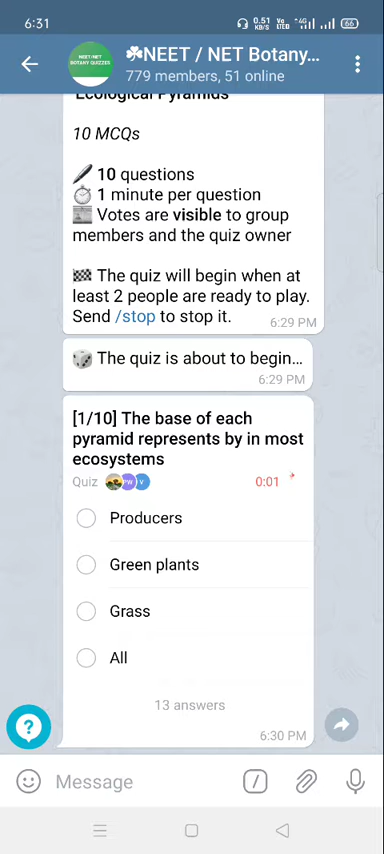 6:31
0.51 KB/S
Vo LTE
4G
66
NEET/NET
BOTANY QUIZZES
☘NEET / NET Botany...
779 members, 51 online
Ecological Pyramids
10 MCQs
🖊 10 questions
⏱ 1 minute per question
Votes are visible to group
members and the quiz owner
🏁 The quiz will begin when at
least 2 people are ready to play.
Send /stop to stop it.
6:29 PM
🎲 The quiz is about to begin...
6:29 PM
[1/10] The base of each
pyramid represents by in most
ecosystems
Quiz PW V 0:01
Producers
Green plants
Grass
All
13 answers
6:30 PM
Message